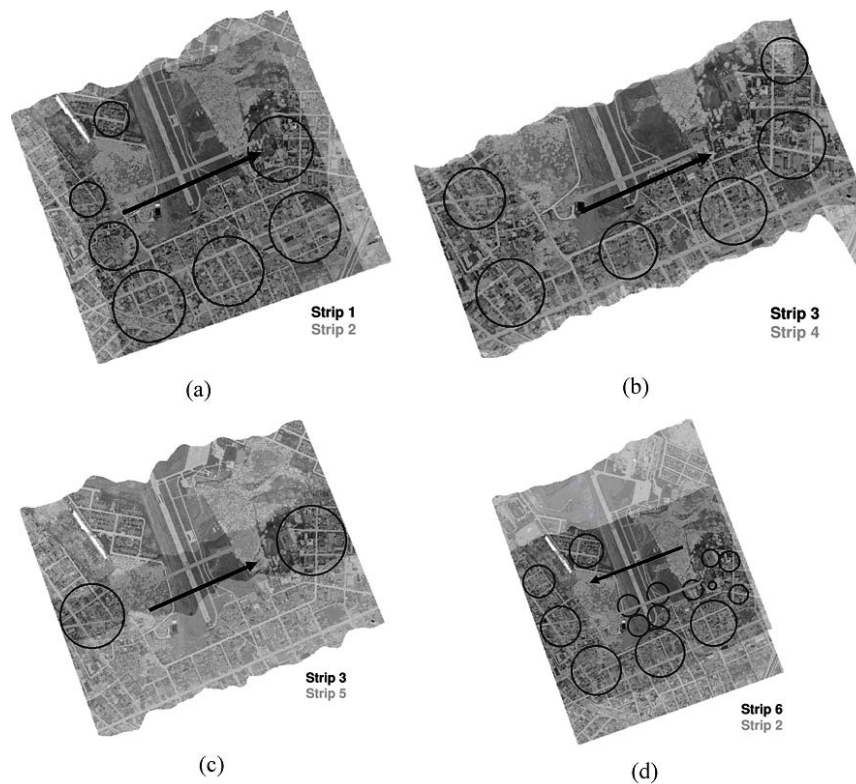 Strip 1
Strip 2
(a)
Strip 3
Strip 4
(b)
Strip 3
Strip 5
(c)
Strip 6
Strip 2
(d)